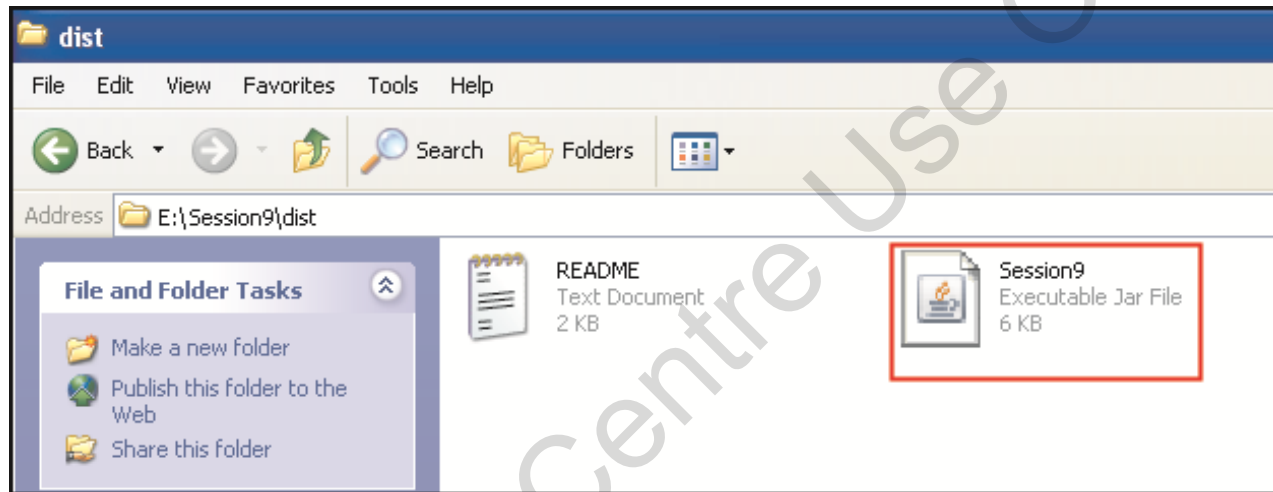 dist
File Edit View Favorites Tools Help
Back Search Folders
Address E:\Session9\dist
File and Folder Tasks
Make a new folder
Publish this folder to the
Web
Share this folder
README
Text Document
2 KB
Session9
Executable Jar File
6 KB
Centre Use